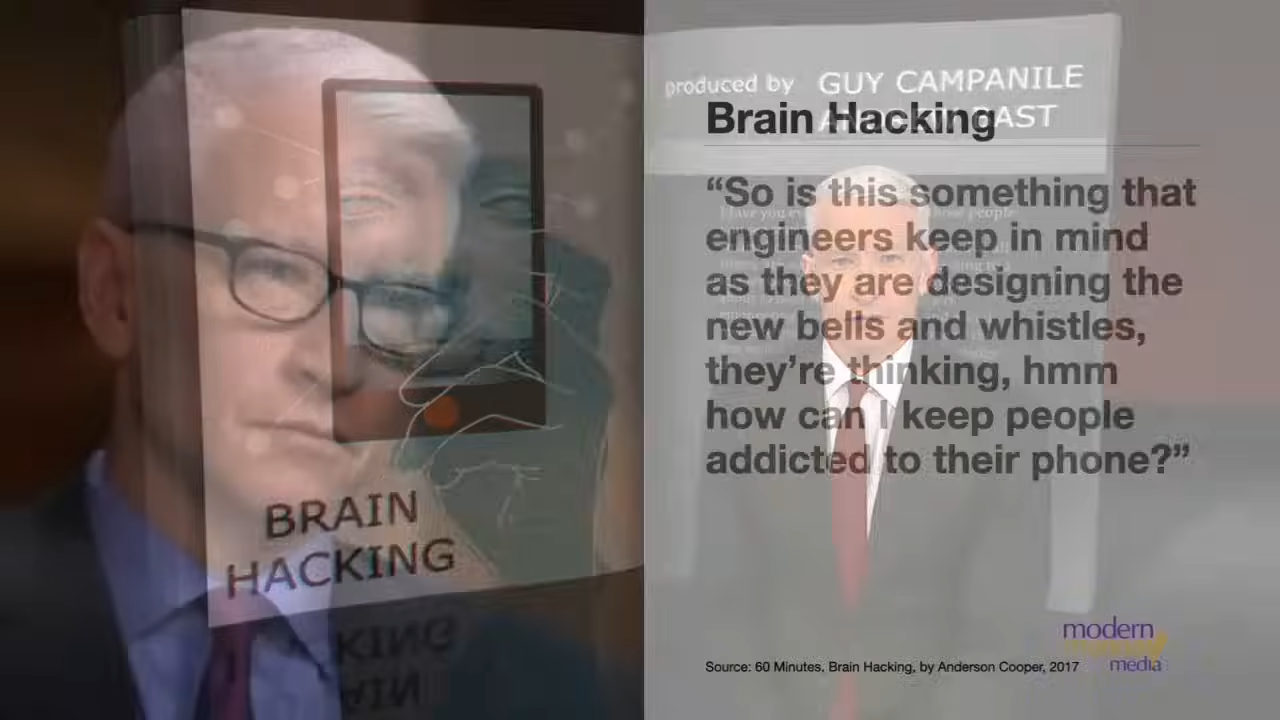 produced by GUY CAMPANILE
BAST
Brain Hacking
“So is this something that
engineers keep in mind
as they are designing the
new bells and whistles,
they’re thinking, hmm
how can I keep people
addicted to their phone?”
BRAIN
HACKING
modern
media
Source: 60 Minutes, Brain Hacking, by Anderson Cooper, 2017